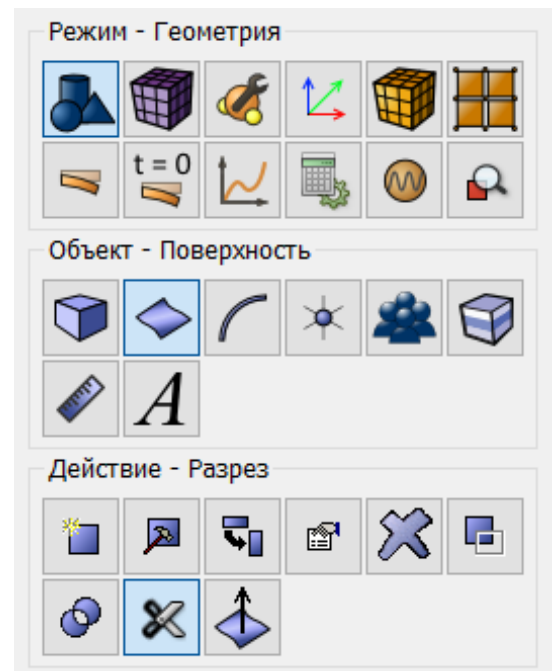 Режим - Геометрия
t = 0
Объект - Поверхность
A
Действие - Разрез